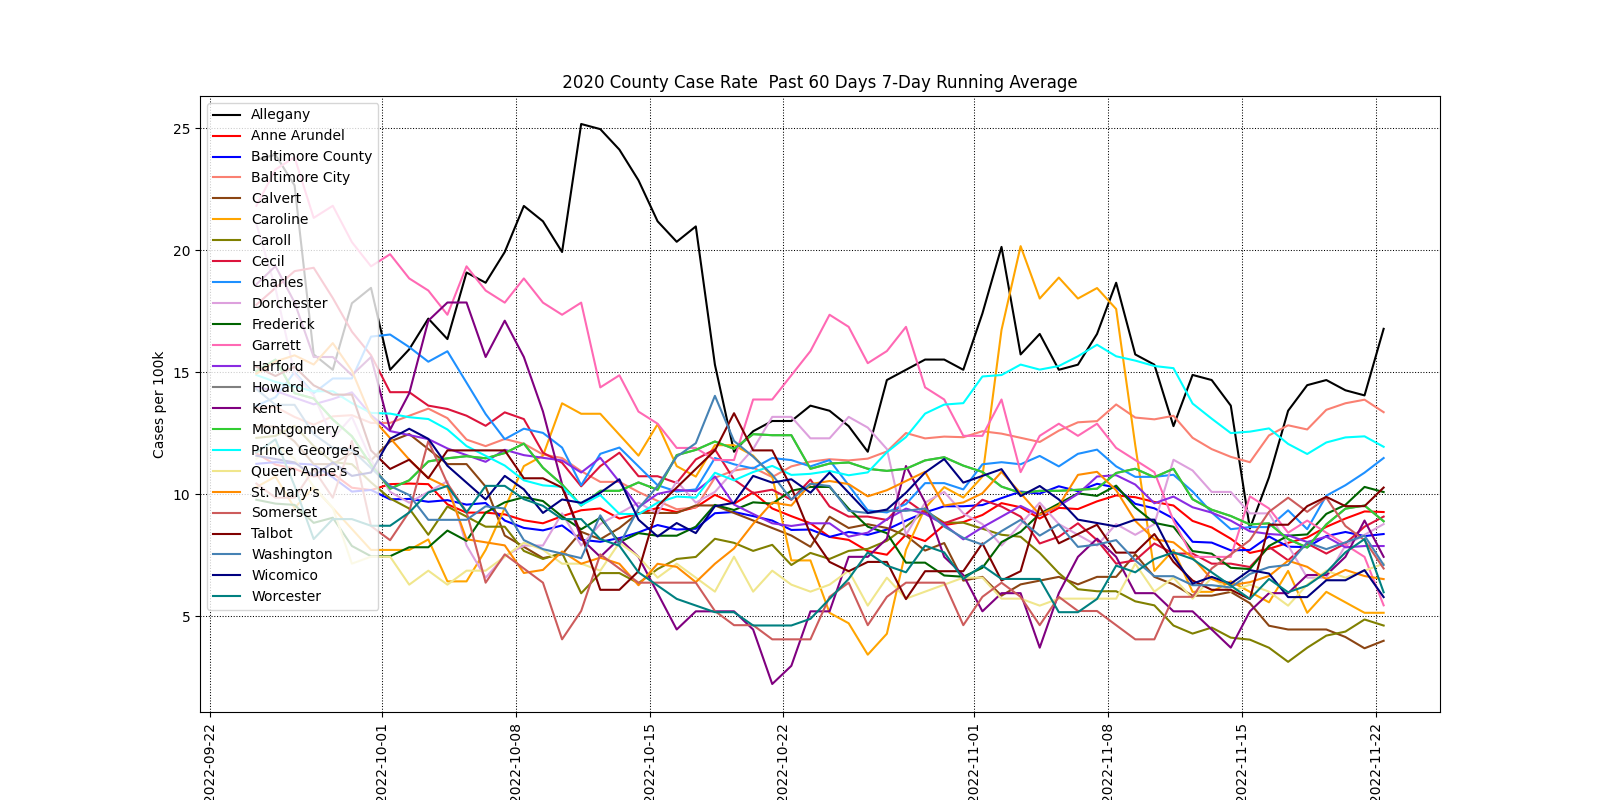 2020 County Case Rate  Past 60 Days 7-Day Running Average
Cases per 100k
25
20
15
10
5
Allegany
Anne Arundel
Baltimore County
Baltimore City
Calvert
Caroline
Caroll
Cecil
Charles
Dorchester
Frederick
Garrett
Harford
Howard
Kent
Montgomery
Prince George's
Queen Anne's
St. Mary's
Somerset
Talbot
Washington
Wicomico
Worcester
2022-09-22
2022-10-01
2022-10-08
2022-10-15
2022-10-22
2022-11-01
2022-11-08
2022-11-15
2022-11-22